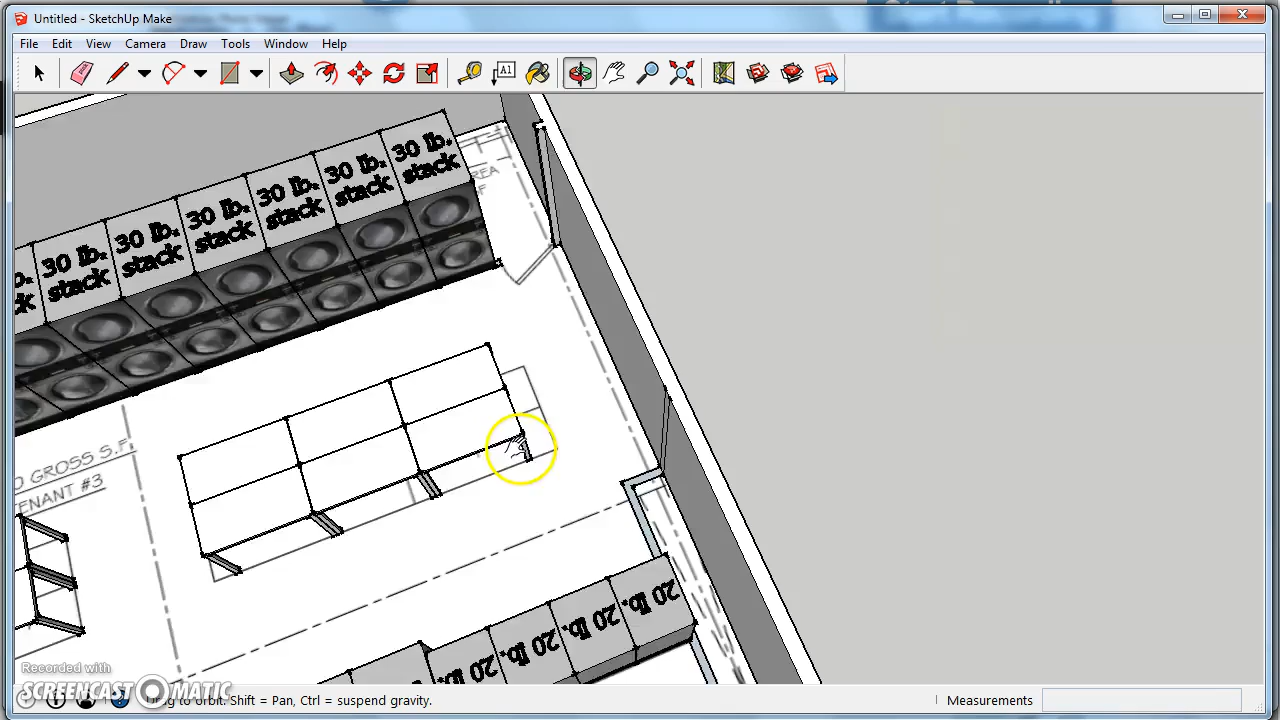 Untitled - SketchUp Make
File Edit View Camera Draw Tools Window Help
A1
30 lb. stack
30 lb. stack
30 lb. stack
30 lb. stack
30 lb. stack
30 lb. stack
lb. stack
GROSS S.F.
TENANT #3
20 lb.
20 lb.
20 lb.
20 lb.
Recorded with
SCREENCAST MATIC
Drag to orbit. Shift = Pan, Ctrl = suspend gravity.
Measurements